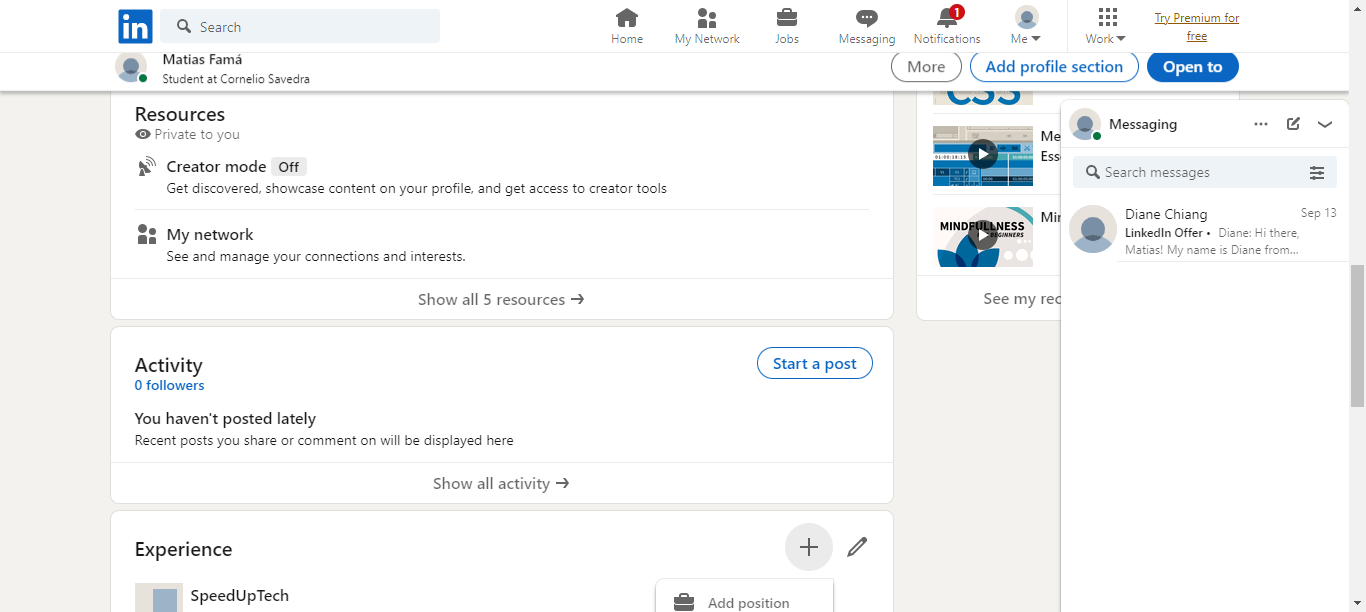 in
Search
Home
My Network
Jobs
Messaging
1
Notifications
Me
Work
Try Premium for
free
Matias Famá
Student at Cornelio Savedra
More
Add profile section
Open to
Resources
Private to you
Creator mode Off
Get discovered, showcase content on your profile, and get access to creator tools
My network
See and manage your connections and interests.
Show all 5 resources →
Activity
0 followers
Start a post
You haven't posted lately
Recent posts you share or comment on will be displayed here
Show all activity →
Experience
SpeedUpTech
Add position
CSS
Me
Ess
MINDFULLNESS
BEGINNERS
Min
See my rec
Messaging
Search messages
Diane Chiang
Sep 13
LinkedIn Offer • Diane: Hi there,
Matias! My name is Diane from...